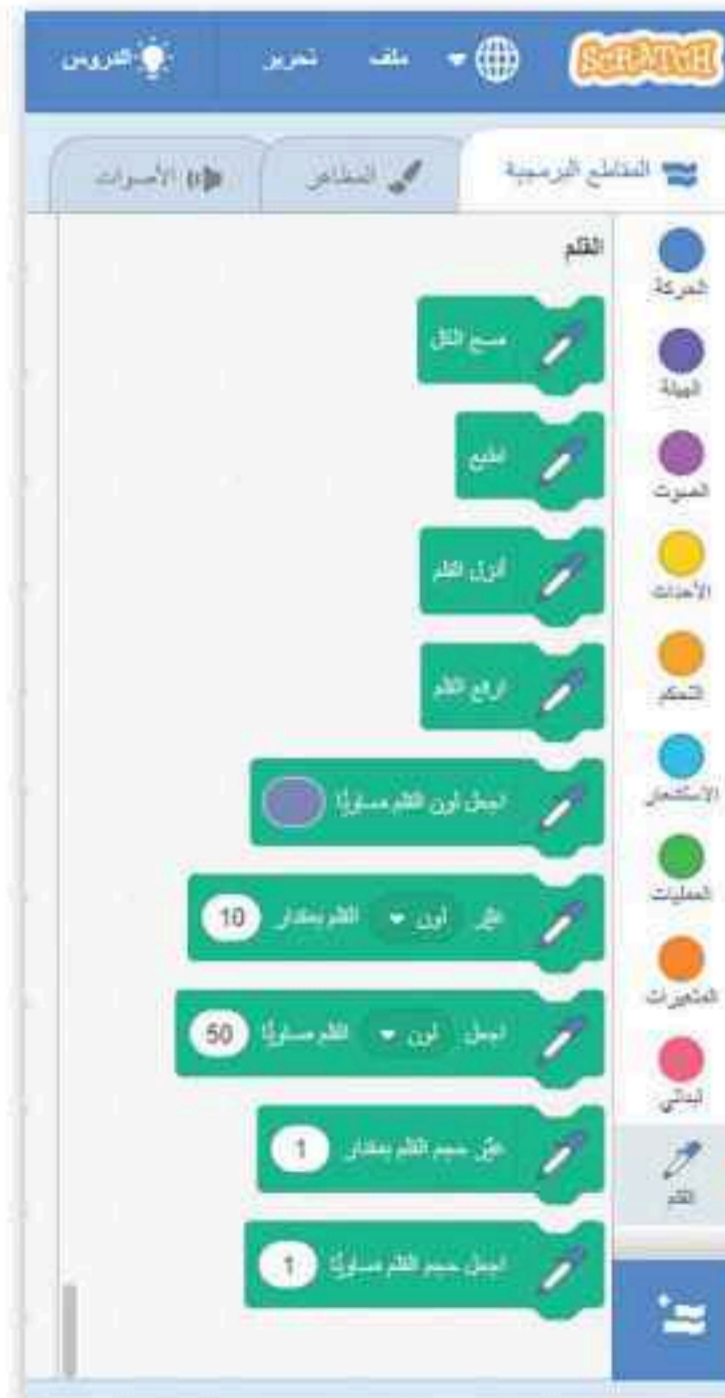 SCRATCH ملف تحرير الدروس
المقاطع البرمجية المظاهر الأصوات
القلم
الحركة
الهيئة
الصوت
الأحداث
التحكم
الاستشعار
العمليات
المتغيرات
لبناتي
القلم
مسح الكل
اطبع
أنزل القلم
ارفع القلم
اجعل لون القلم مساويًا
غيّر لون القلم بمقدار 10
اجعل لون القلم مساويًا 50
غيّر حجم القلم بمقدار 1
اجعل حجم القلم مساويًا 1